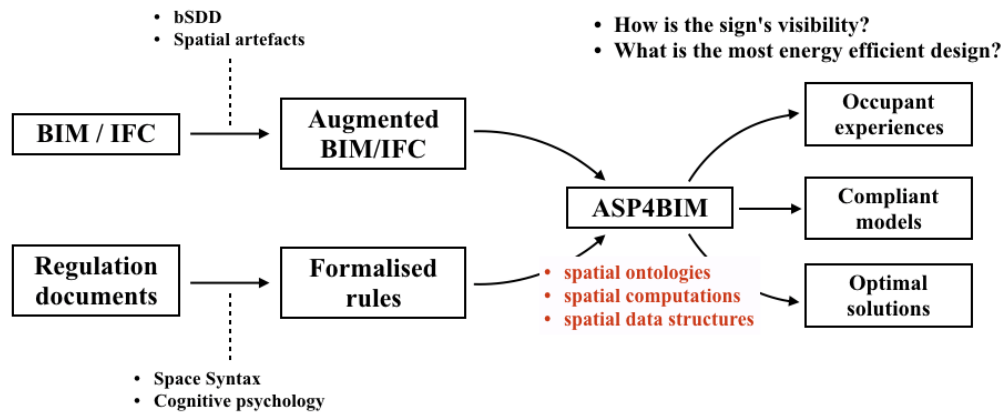 • bSDD
• Spatial artefacts
• How is the sign's visibility?
• What is the most energy efficient design?
BIM / IFC
Augmented
BIM/IFC
Occupant
experiences
ASP4BIM
Compliant
models
Regulation
documents
Formalised
rules
• spatial ontologies
• spatial computations
• spatial data structures
Optimal
solutions
• Space Syntax
• Cognitive psychology